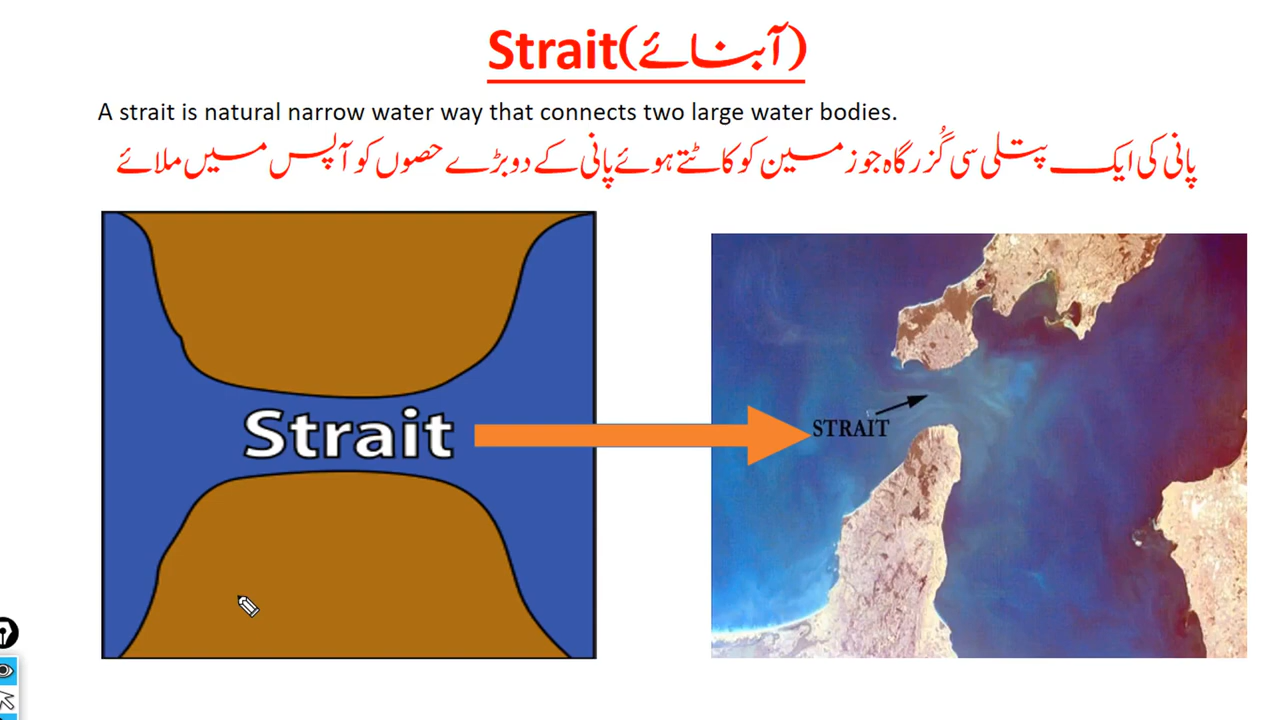 Strait(آبنائے)
A strait is natural narrow water way that connects two large water bodies.
پانی کی ایک پتلی سی گُزرگاہ جو زمین کو کاٹتے ہوئے پانی کے دو بڑے حصوں کو آپس میں ملائے
Strait
STRAIT